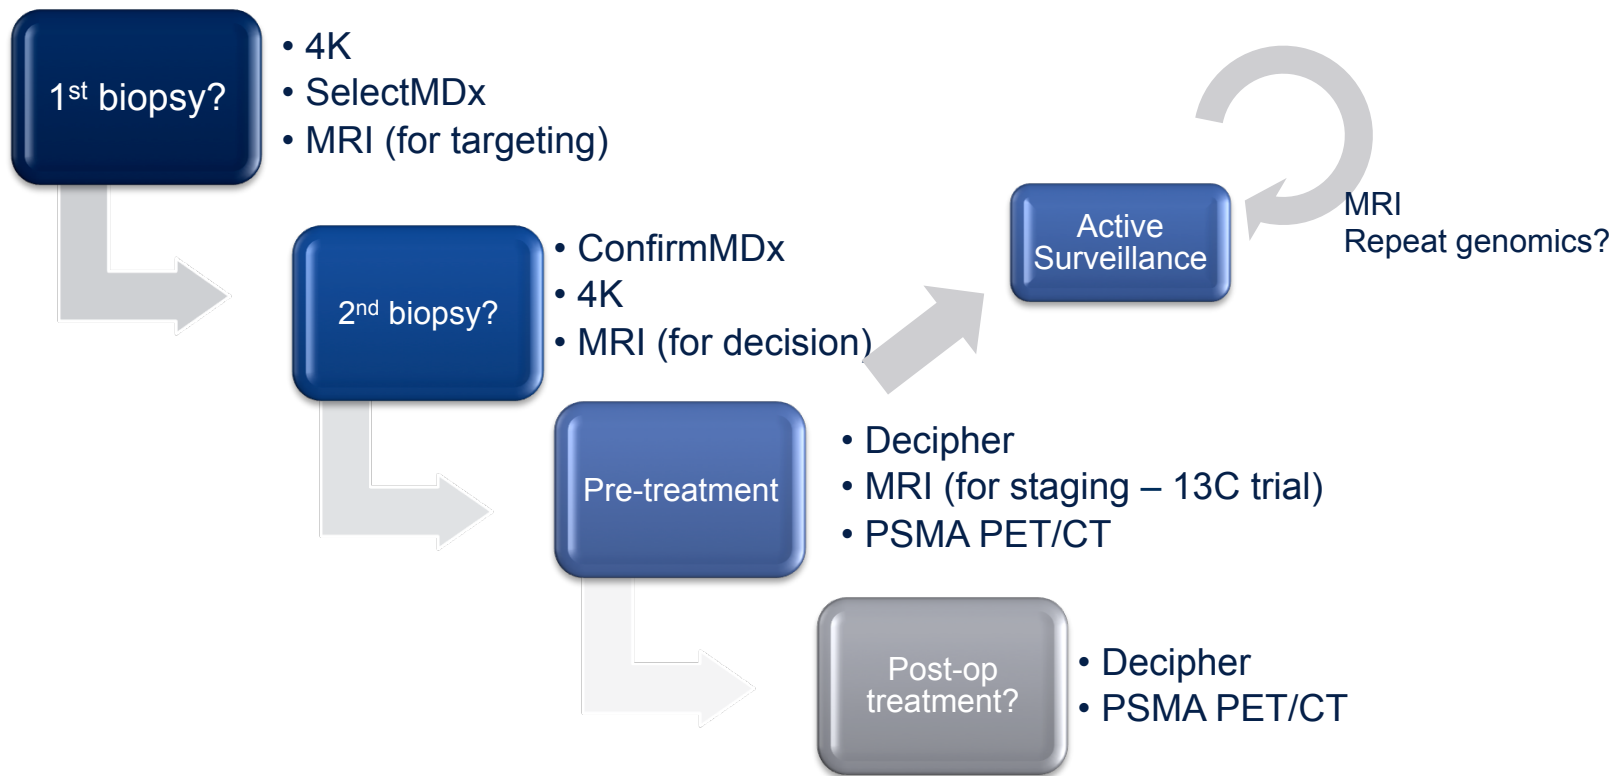 1st biopsy?
• 4K
• SelectMDx
• MRI (for targeting)
2nd biopsy?
• ConfirmMDx
• 4K
• MRI (for decision)
Active
Surveillance
MRI
Repeat genomics?
Pre-treatment
• Decipher
• MRI (for staging – 13C trial)
• PSMA PET/CT
Post-op
treatment?
• Decipher
• PSMA PET/CT